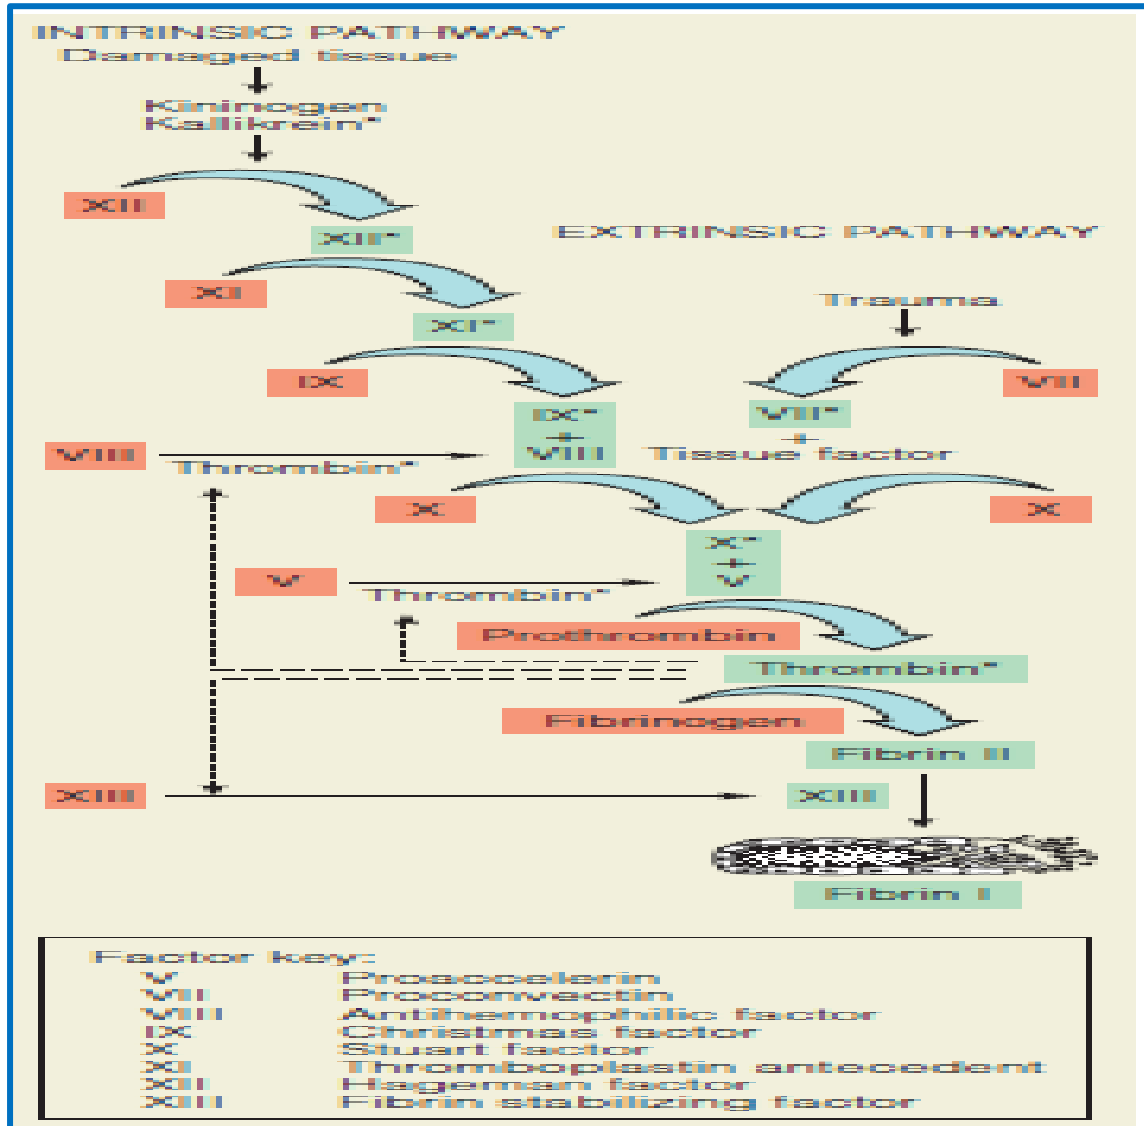 INTRINSIC PATHWAY
Damaged tissue
Kininogen
Kallikrein*
XII
XII*
EXTRINSIC PATHWAY
XI
Trauma
XI*
IX
VII
IX*
+
VIII
VII*
+
Tissue factor
VIII
Thrombin*
X
X
X*
+
V
V
Thrombin*
Prothrombin
Thrombin*
Fibrinogen
Fibrin II
XIII
XIII
Fibrin I
Factor key:
V Proaccelerin
VII Proconvectin
VIII Antihemophilic factor
IX Christmas factor
X Stuart factor
XI Thromboplastin antecedent
XII Hageman factor
XIII Fibrin stabilizing factor